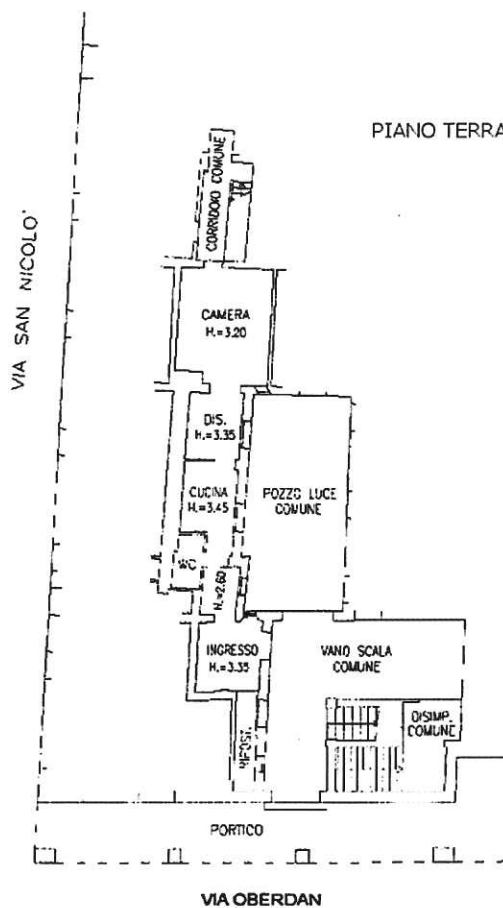 PIANO TERRA
VIA SAN NICOLO'
CORRIDOIO COMUNE
CAMERA
H.=3.20
DIS.
H.=3.35
CUCINA
H.=3.45
POZZO LUCE
COMUNE
WC
H.=2.60
INGRESSO
H.=3.35
VANO SCALA
COMUNE
RIPOST.
DISIMP.
COMUNE
PORTICO
VIA OBERDAN